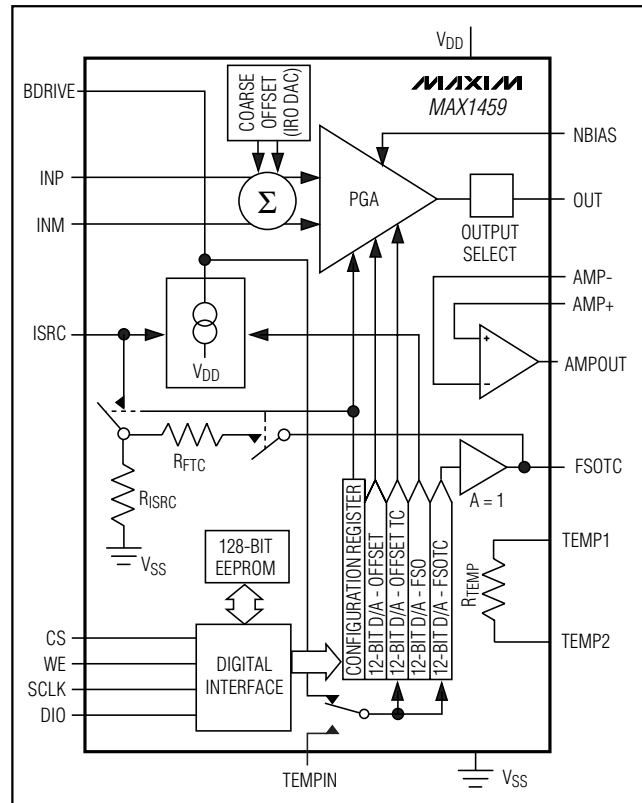 VDD
MAXIM
MAX1459
BDRIVE
COARSE
OFFSET
(IRO DAC)
NBIAS
INP
Σ
PGA
OUT
INM
OUTPUT
SELECT
AMP-
AMP+
ISRC
VDD
+
-
AMPOUT
RFTC
FSOTC
A = 1
RISRC
VSS
128-BIT
EEPROM
CONFIGURATION REGISTER
12-BIT D/A - OFFSET
12-BIT D/A - OFFSET TC
12-BIT D/A - FSO
12-BIT D/A - FSOTC
TEMP1
RTEMP
TEMP2
CS
WE
SCLK
DIO
DIGITAL
INTERFACE
TEMPIN
VSS